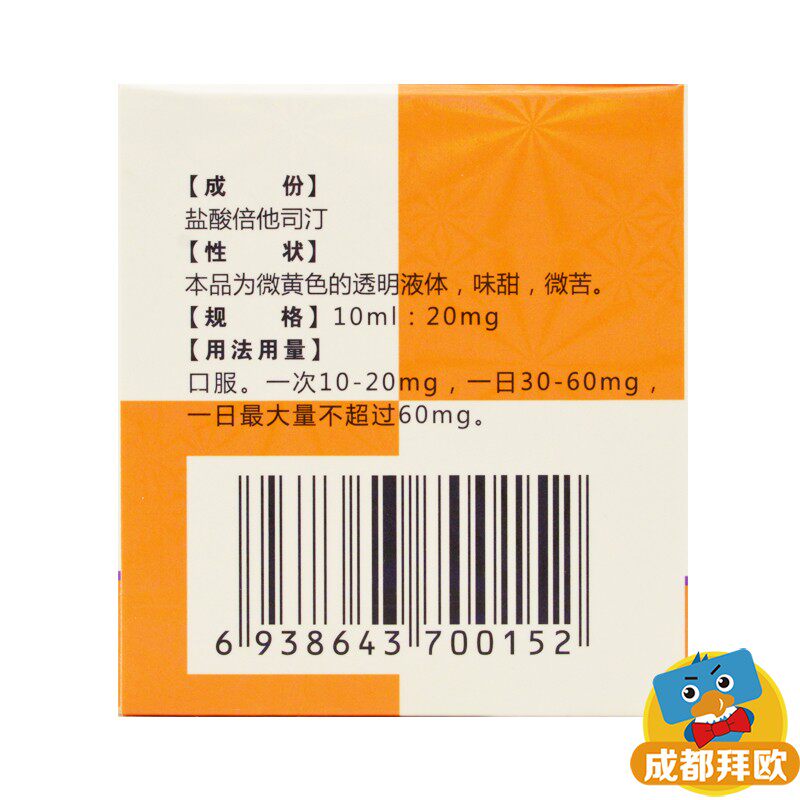 【成　　份】
盐酸倍他司汀
【性　　状】
本品为微黄色的透明液体，味甜，微苦。
【规　　格】10ml：20mg
【用法用量】
口服。一次10-20mg，一日30-60mg，
一日最大量不超过60mg。
6 938643 700152
成都拜欧